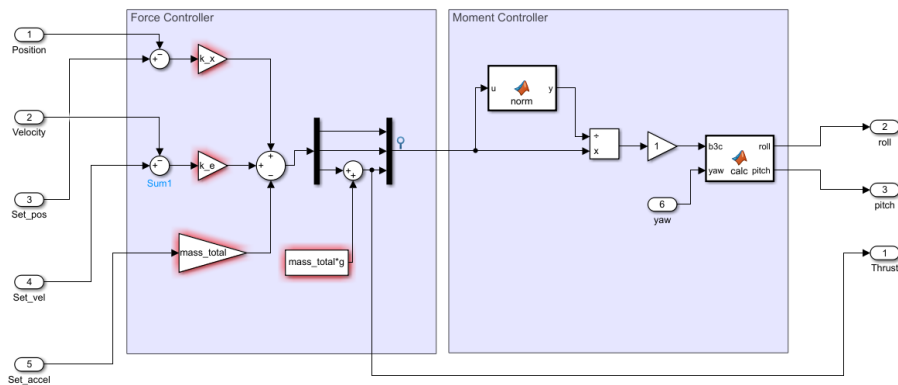 Force Controller
Moment Controller
1
Position
k_x
2
Velocity
k_e
Sum1
3
Set_pos
mass_total
4
Set_vel
mass_total*g
5
Set_accel
u
y
norm
÷
x
1
b3c
roll
yaw
calc
pitch
6
yaw
2
roll
3
pitch
1
Thrust